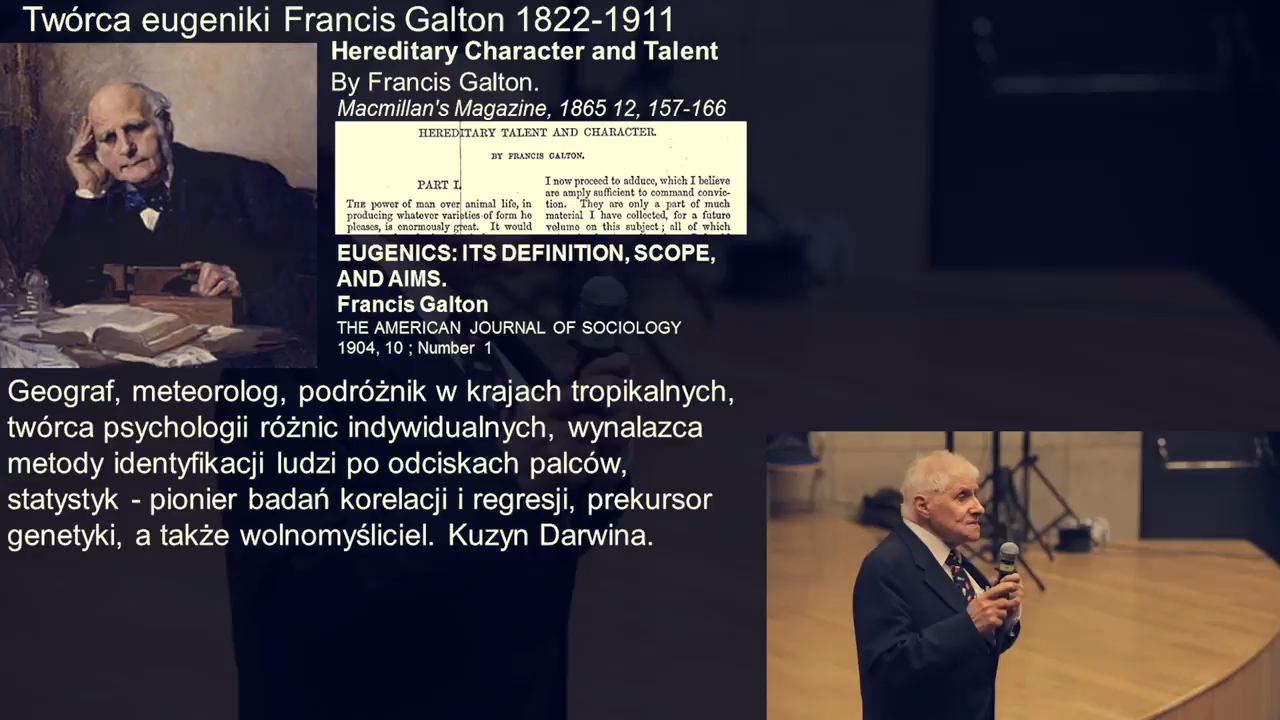 Twórca eugeniki Francis Galton 1822-1911
Hereditary Character and Talent
By Francis Galton.
Macmillan's Magazine, 1865 12, 157-166
HEREDITARY TALENT AND CHARACTER.
BY FRANCIS GALTON.
PART I.
THE power of man over animal life, in
producing whatever varieties of form he
pleases, is enormously great. It would
I now proceed to adduce, which I believe
are amply sufficient to command convic-
tion. They are only a part of much
material I have collected, for a future
volume on this subject; all of which
EUGENICS: ITS DEFINITION, SCOPE,
AND AIMS.
Francis Galton
THE AMERICAN JOURNAL OF SOCIOLOGY
1904, 10 ; Number 1
Geograf, meteorolog, podróżnik w krajach tropikalnych,
twórca psychologii różnic indywidualnych, wynalazca
metody identyfikacji ludzi po odciskach palców,
statystyk - pionier badań korelacji i regresji, prekursor
genetyki, a także wolnomyśliciel. Kuzyn Darwina.